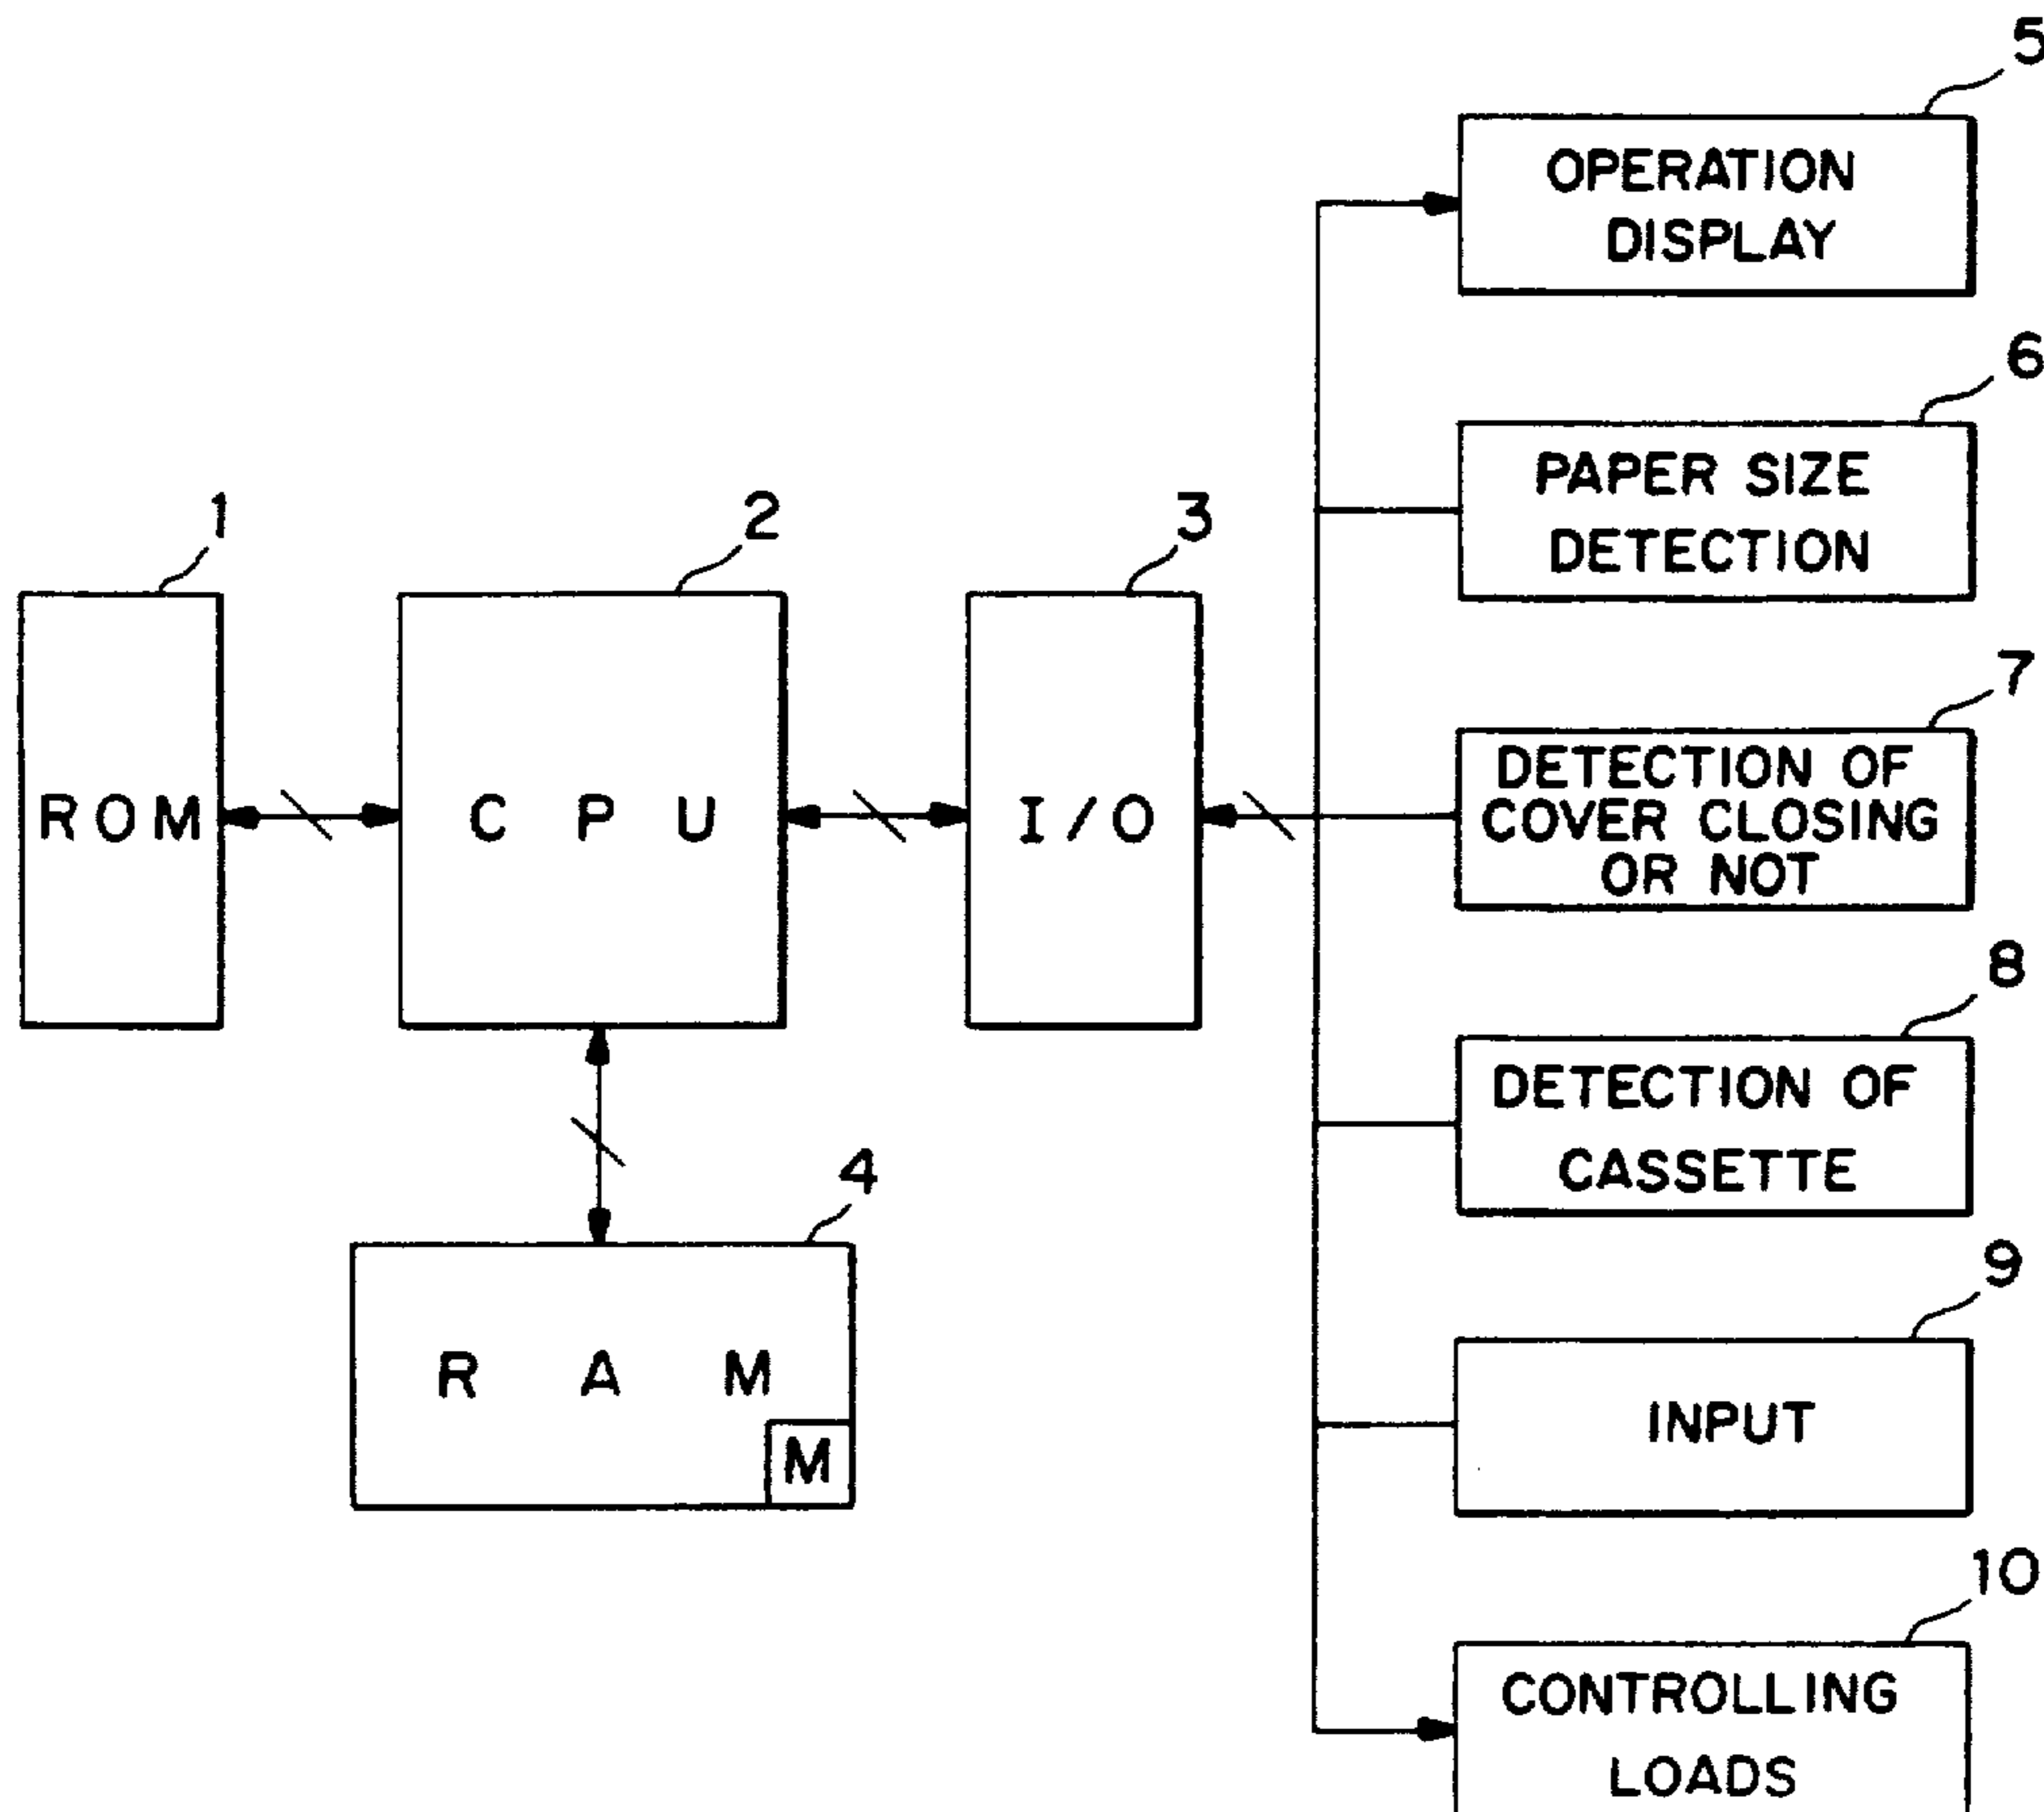 5
OPERATION
DISPLAY
6
PAPER SIZE
DETECTION
1
2
3
7
ROM
C P U
I/O
DETECTION OF
COVER CLOSING
OR NOT
8
DETECTION OF
CASSETTE
4
R A M
M
9
INPUT
10
CONTROLLING
LOADS